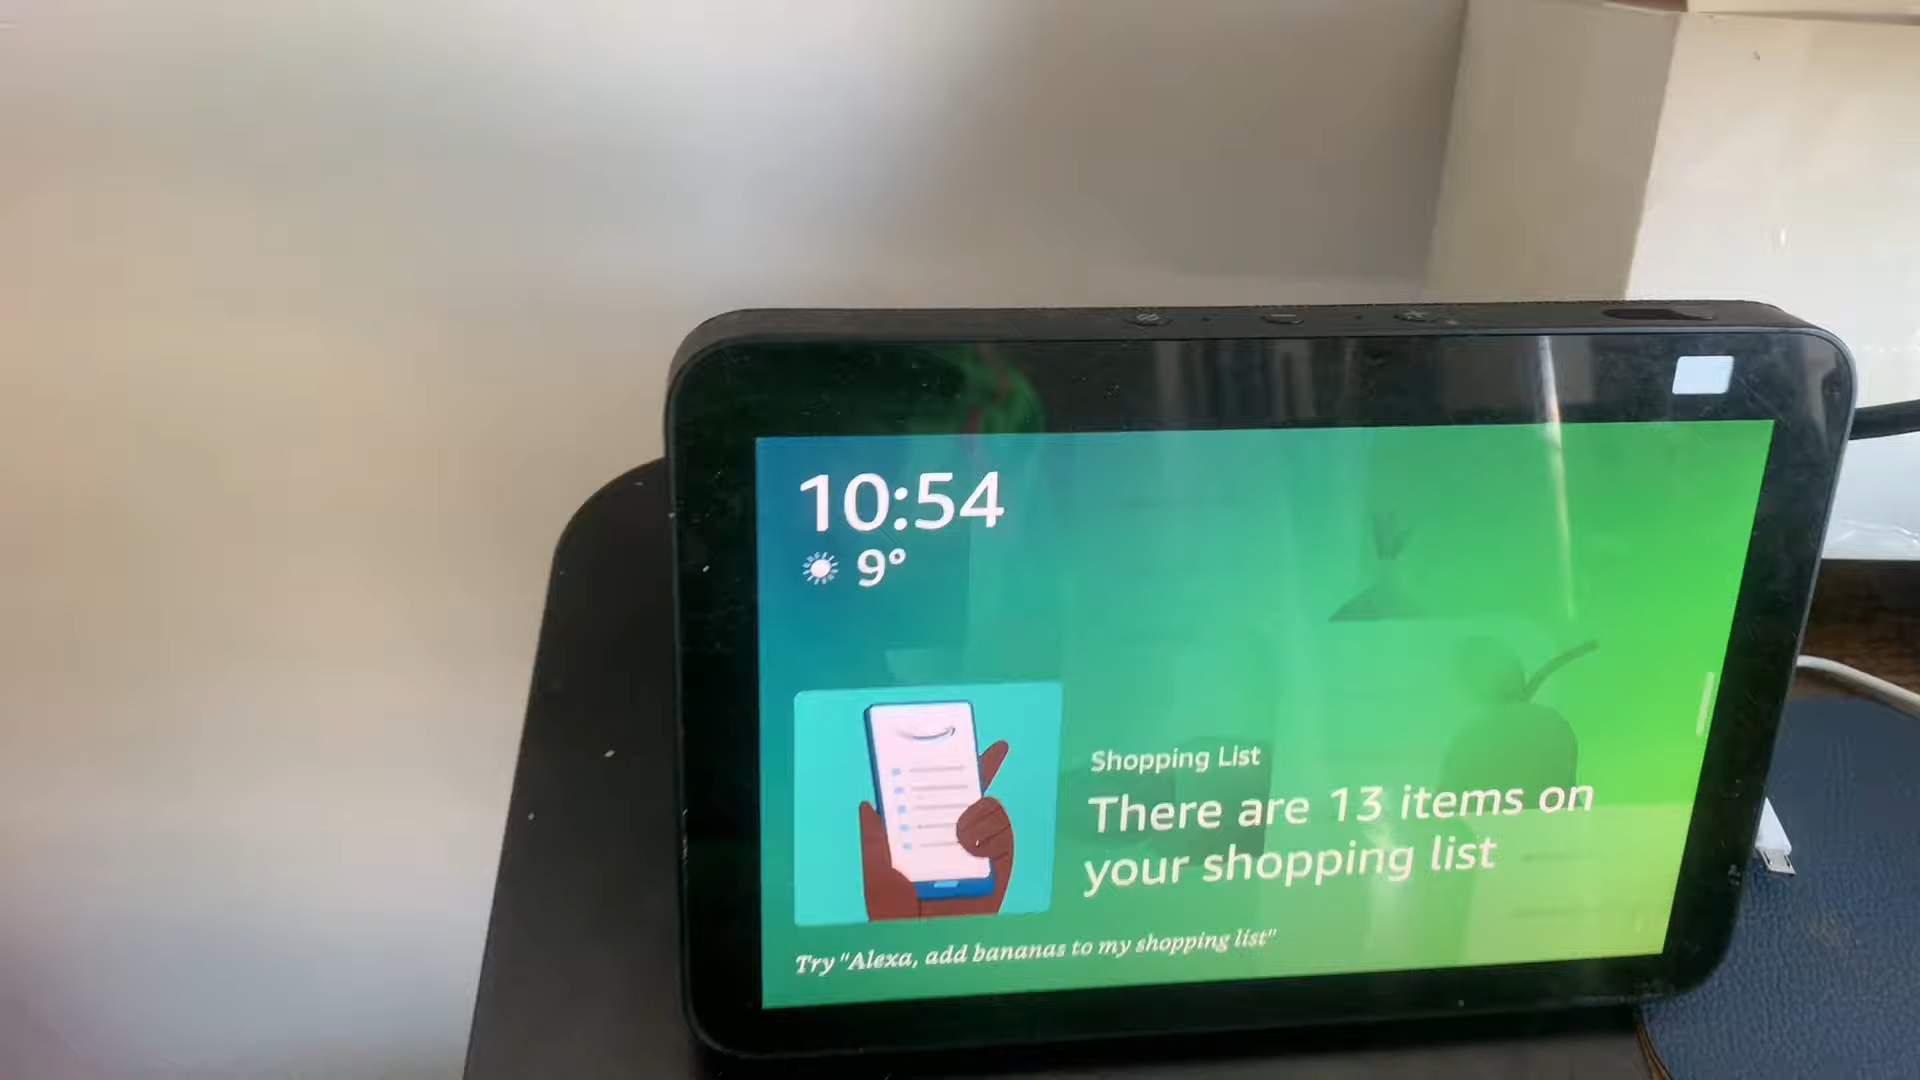 10:54
9°
Shopping List
There are 13 items on
your shopping list
Try "Alexa, add bananas to my shopping list"